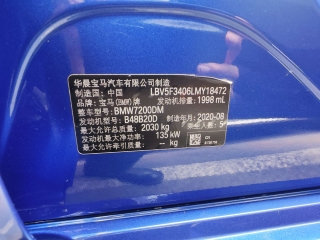 华晨宝马汽车有限公司制造
制造国：中国 LBV5F3406LMY18472
品牌：宝马(BMW)牌 发动机排量：1998 mL
整车型号：BMW7200DM
发动机型号：B48B20D 制造年月：2020-08
最大允许总质量：2030 kg 乘坐人数：5
发动机最大净功率：135 kW
最大允许牵引质量：-- kg